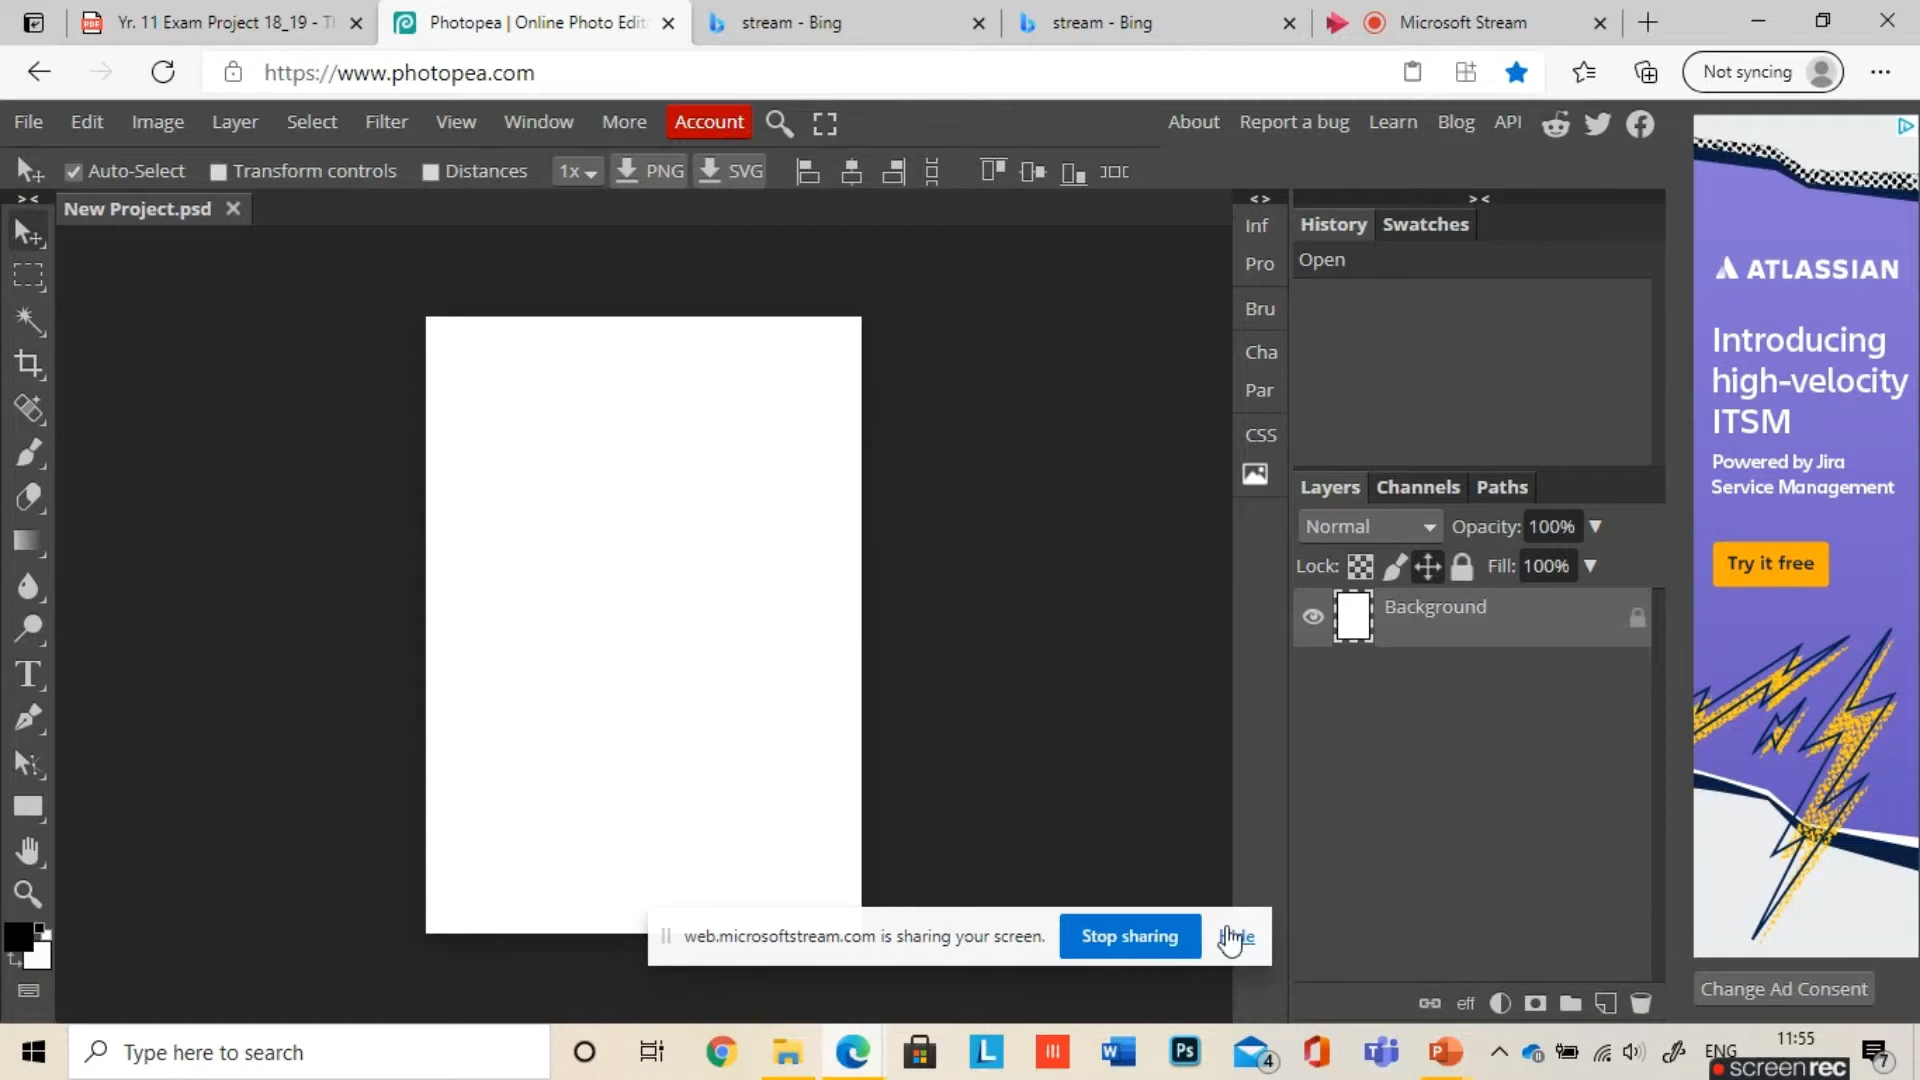 Yr. 11 Exam Project 18_19 - Th
Photopea | Online Photo Edit
stream - Bing
stream - Bing
Microsoft Stream
https://www.photopea.com
Not syncing
File Edit Image Layer Select Filter View Window More Account
About Report a bug Learn Blog API
Auto-Select Transform controls Distances 1x PNG SVG
New Project.psd
Inf
Pro
Bru
Cha
Par
CSS
History Swatches
Open
Layers Channels Paths
Normal Opacity: 100%
Lock: Fill: 100%
Background
eff
ATLASSIAN
Introducing
high-velocity
ITSM
Powered by Jira
Service Management
Try it free
Change Ad Consent
web.microsoftstream.com is sharing your screen. Stop sharing
Type here to search
L
W
Ps
4
P
ENG
11:55
7
screenrec